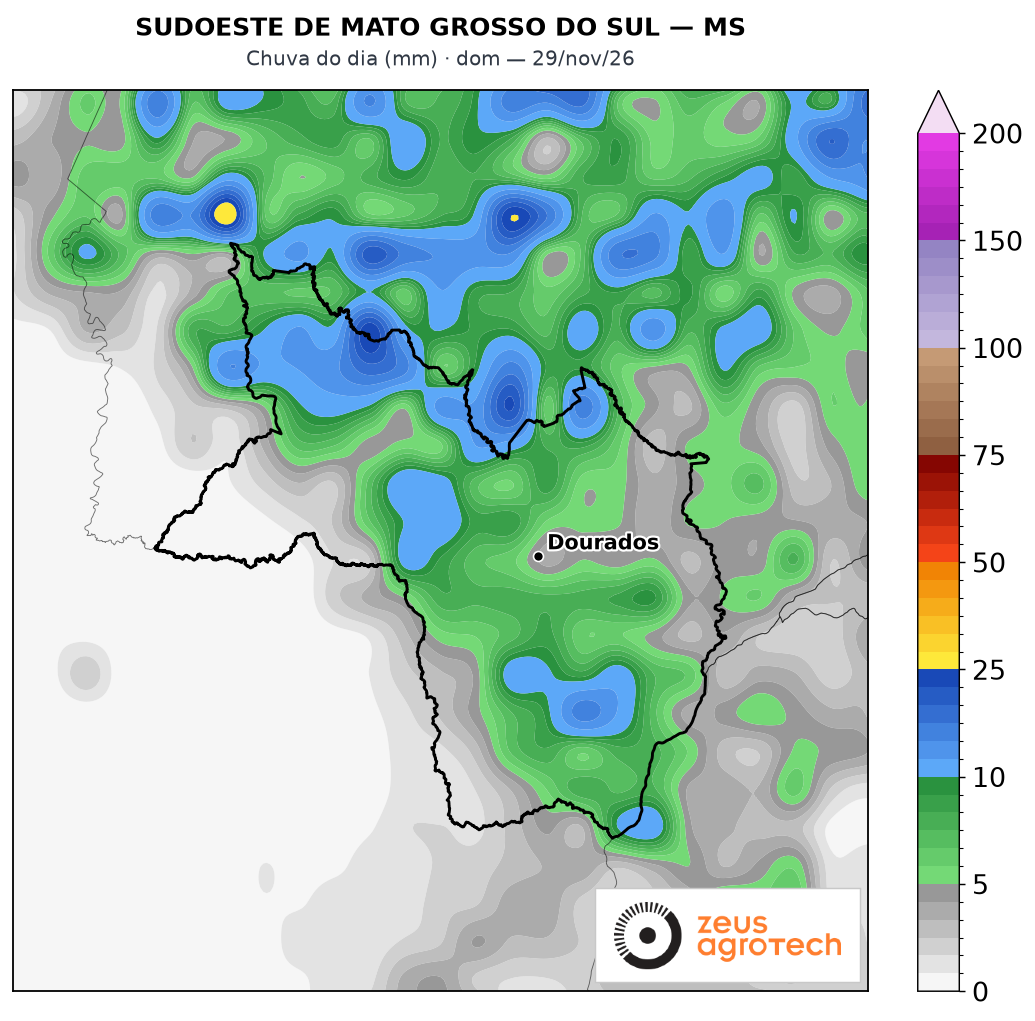 SUDOESTE DE MATO GROSSO DO SUL — MS
Chuva do dia (mm) · dom — 29/nov/26
200
150
100
75
50
25
10
5
0
Dourados
zeus
agrotech